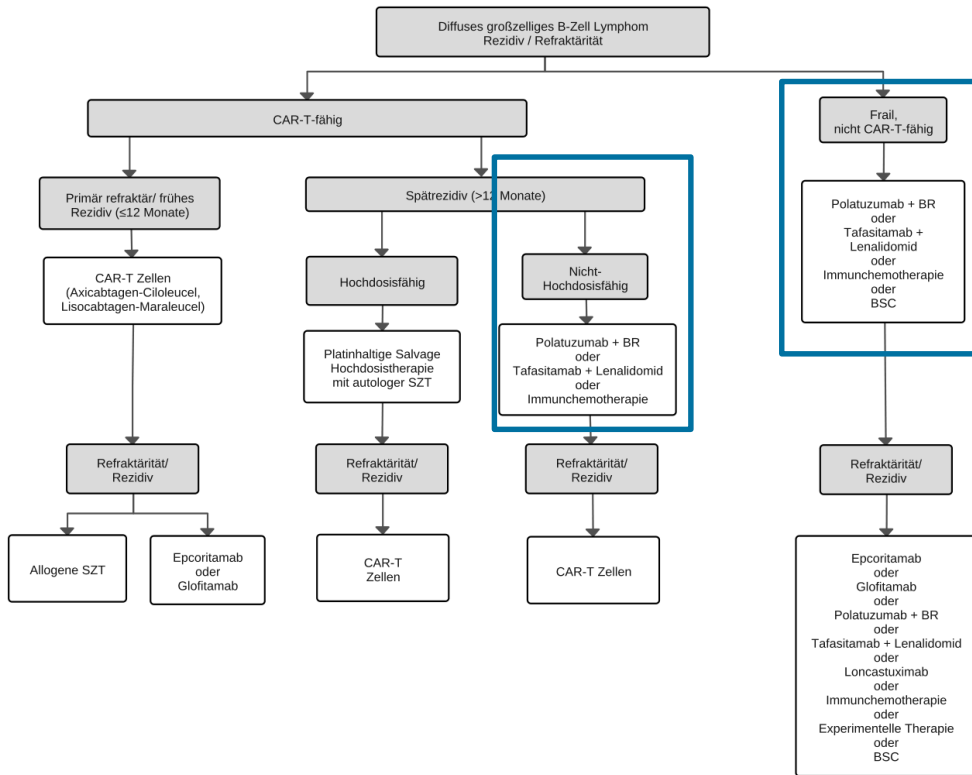 Diffuses großzelliges B-Zell Lymphom
Rezidiv / Refraktärität
CAR-T-fähig
Frail,
nicht CAR-T-fähig
Primär refraktär/ frühes
Rezidiv (≤12 Monate)
Spätrezidiv (>12 Monate)
Polatuzumab + BR
oder
Tafasitamab +
Lenalidomid
oder
Immunchemotherapie
oder
BSC
CAR-T Zellen
(Axicabtagen-Ciloleucel,
Lisocabtagen-Maraleucel)
Hochdosisfähig
Nicht-
Hochdosisfähig
Platinhaltige Salvage
Hochdosistherapie
mit autologer SZT
Polatuzumab + BR
oder
Tafasitamab + Lenalidomid
oder
Immunchemotherapie
Refraktärität/
Rezidiv
Refraktärität/
Rezidiv
Refraktärität/
Rezidiv
Refraktärität/
Rezidiv
Allogene SZT
Epcoritamab
oder
Glofitamab
CAR-T
Zellen
CAR-T Zellen
Epcoritamab
oder
Glofitamab
oder
Polatuzumab + BR
oder
Tafasitamab + Lenalidomid
oder
Loncastuximab
oder
Immunchemotherapie
oder
Experimentelle Therapie
oder
BSC